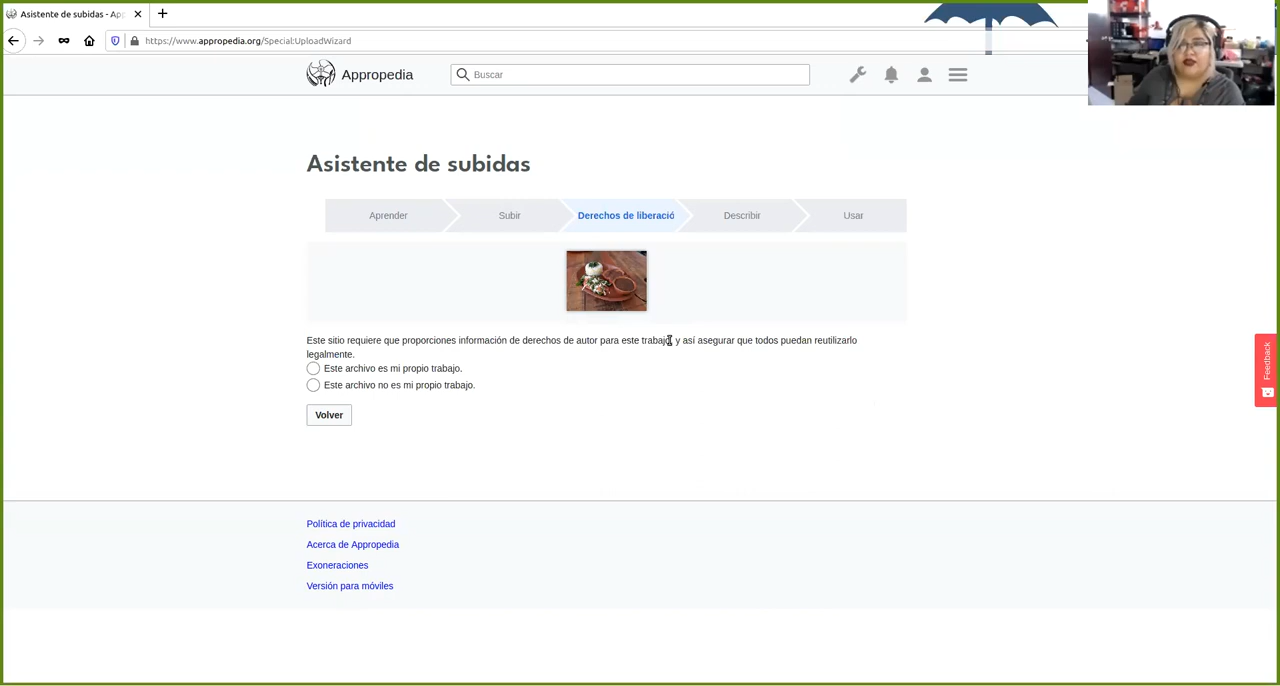 Asistente de subidas - App
https://www.appropedia.org/Special:UploadWizard
Appropedia
Buscar
Asistente de subidas
Aprender
Subir
Derechos de liberació
Describir
Usar
Este sitio requiere que proporciones información de derechos de autor para este trabajo, y así asegurar que todos puedan reutilizarlo
legalmente.
Este archivo es mi propio trabajo.
Este archivo no es mi propio trabajo.
Volver
Feedback
Política de privacidad
Acerca de Appropedia
Exoneraciones
Versión para móviles